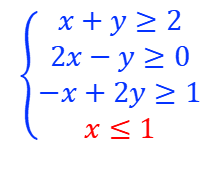 x + y ≥ 2
2x − y ≥ 0
−x + 2y ≥ 1
x ≤ 1